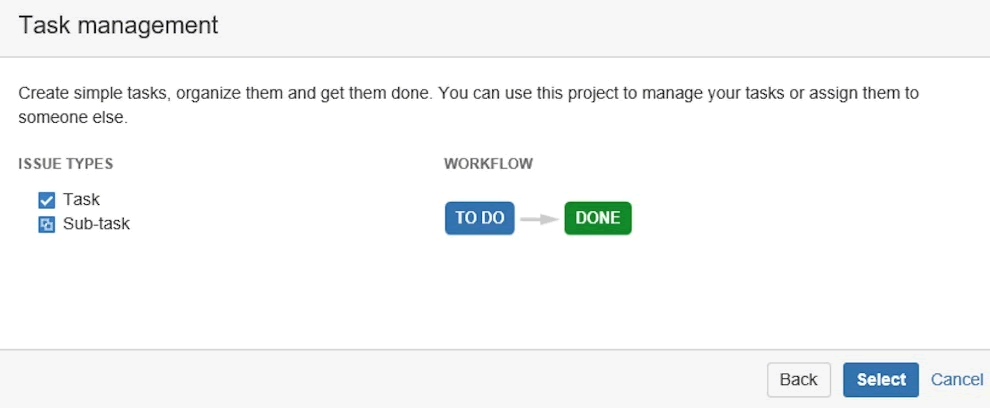 Task management
Create simple tasks, organize them and get them done. You can use this project to manage your tasks or assign them to
someone else.
ISSUE TYPES
WORKFLOW
Task
Sub-task
TO DO
DONE
Back
Select
Cancel